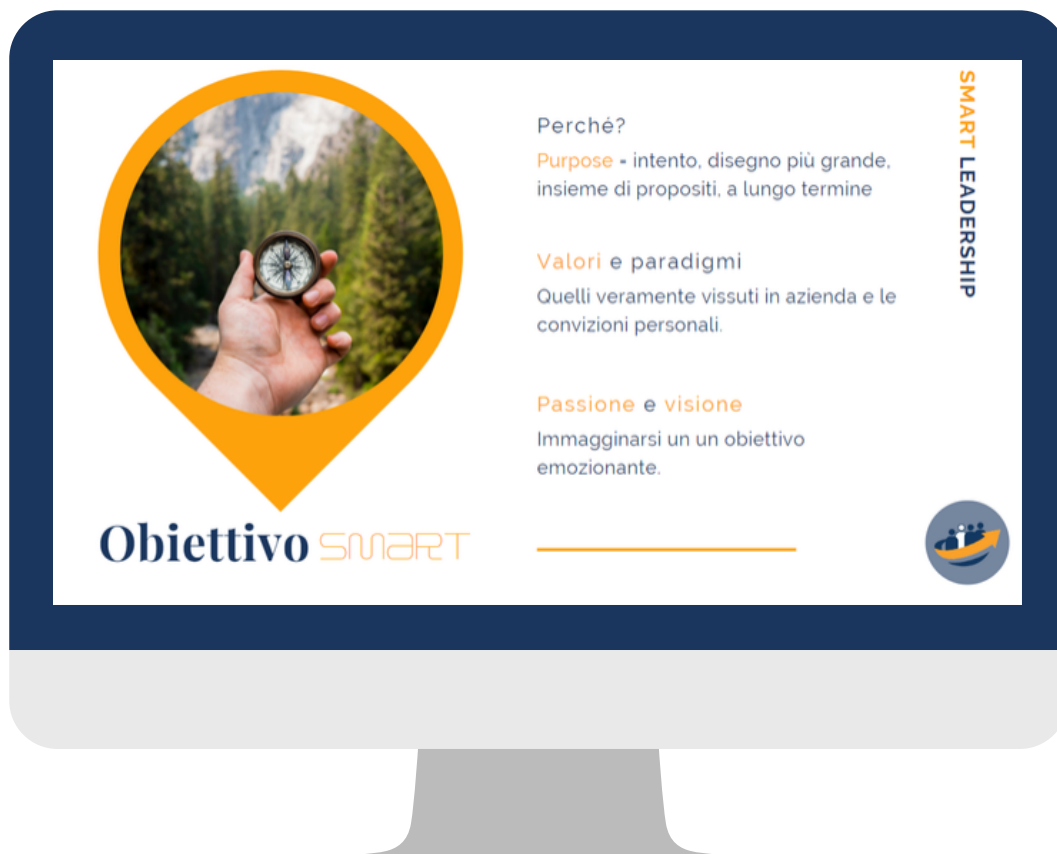 Perché?
Purpose = intento, disegno più grande,
insieme di propositi, a lungo termine
Valori e paradigmi
Quelli veramente vissuti in azienda e le
convizioni personali.
Passione e visione
Immagginarsi un un obiettivo
emozionante.
Obiettivo SMART
SMART LEADERSHIP